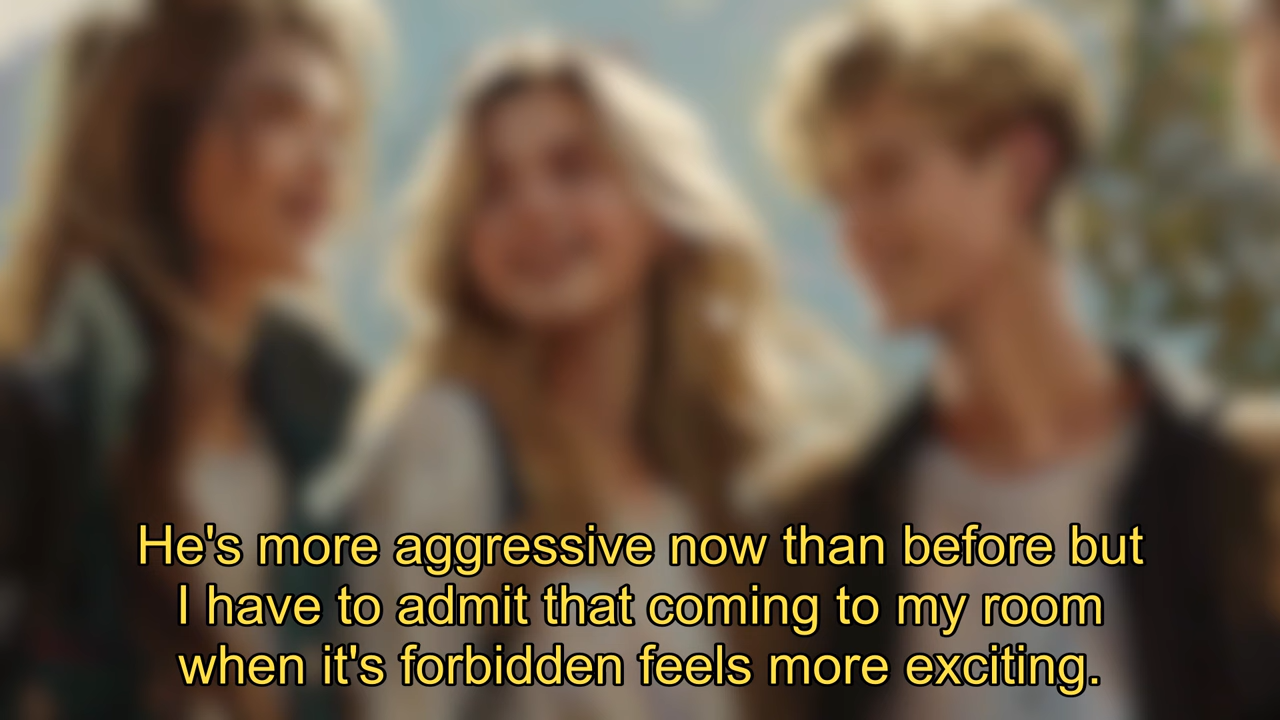 He's more aggressive now than before but
I have to admit that coming to my room
when it's forbidden feels more exciting.